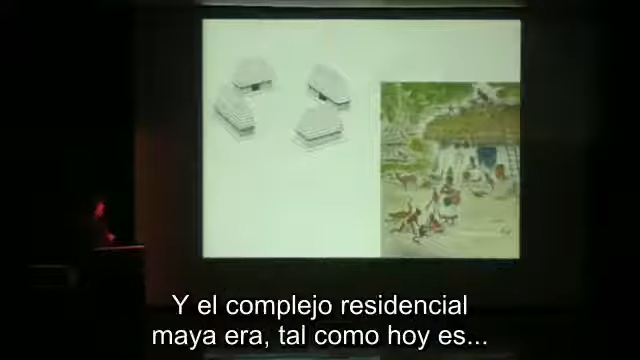 Y el complejo residencial
maya era, tal como hoy es...